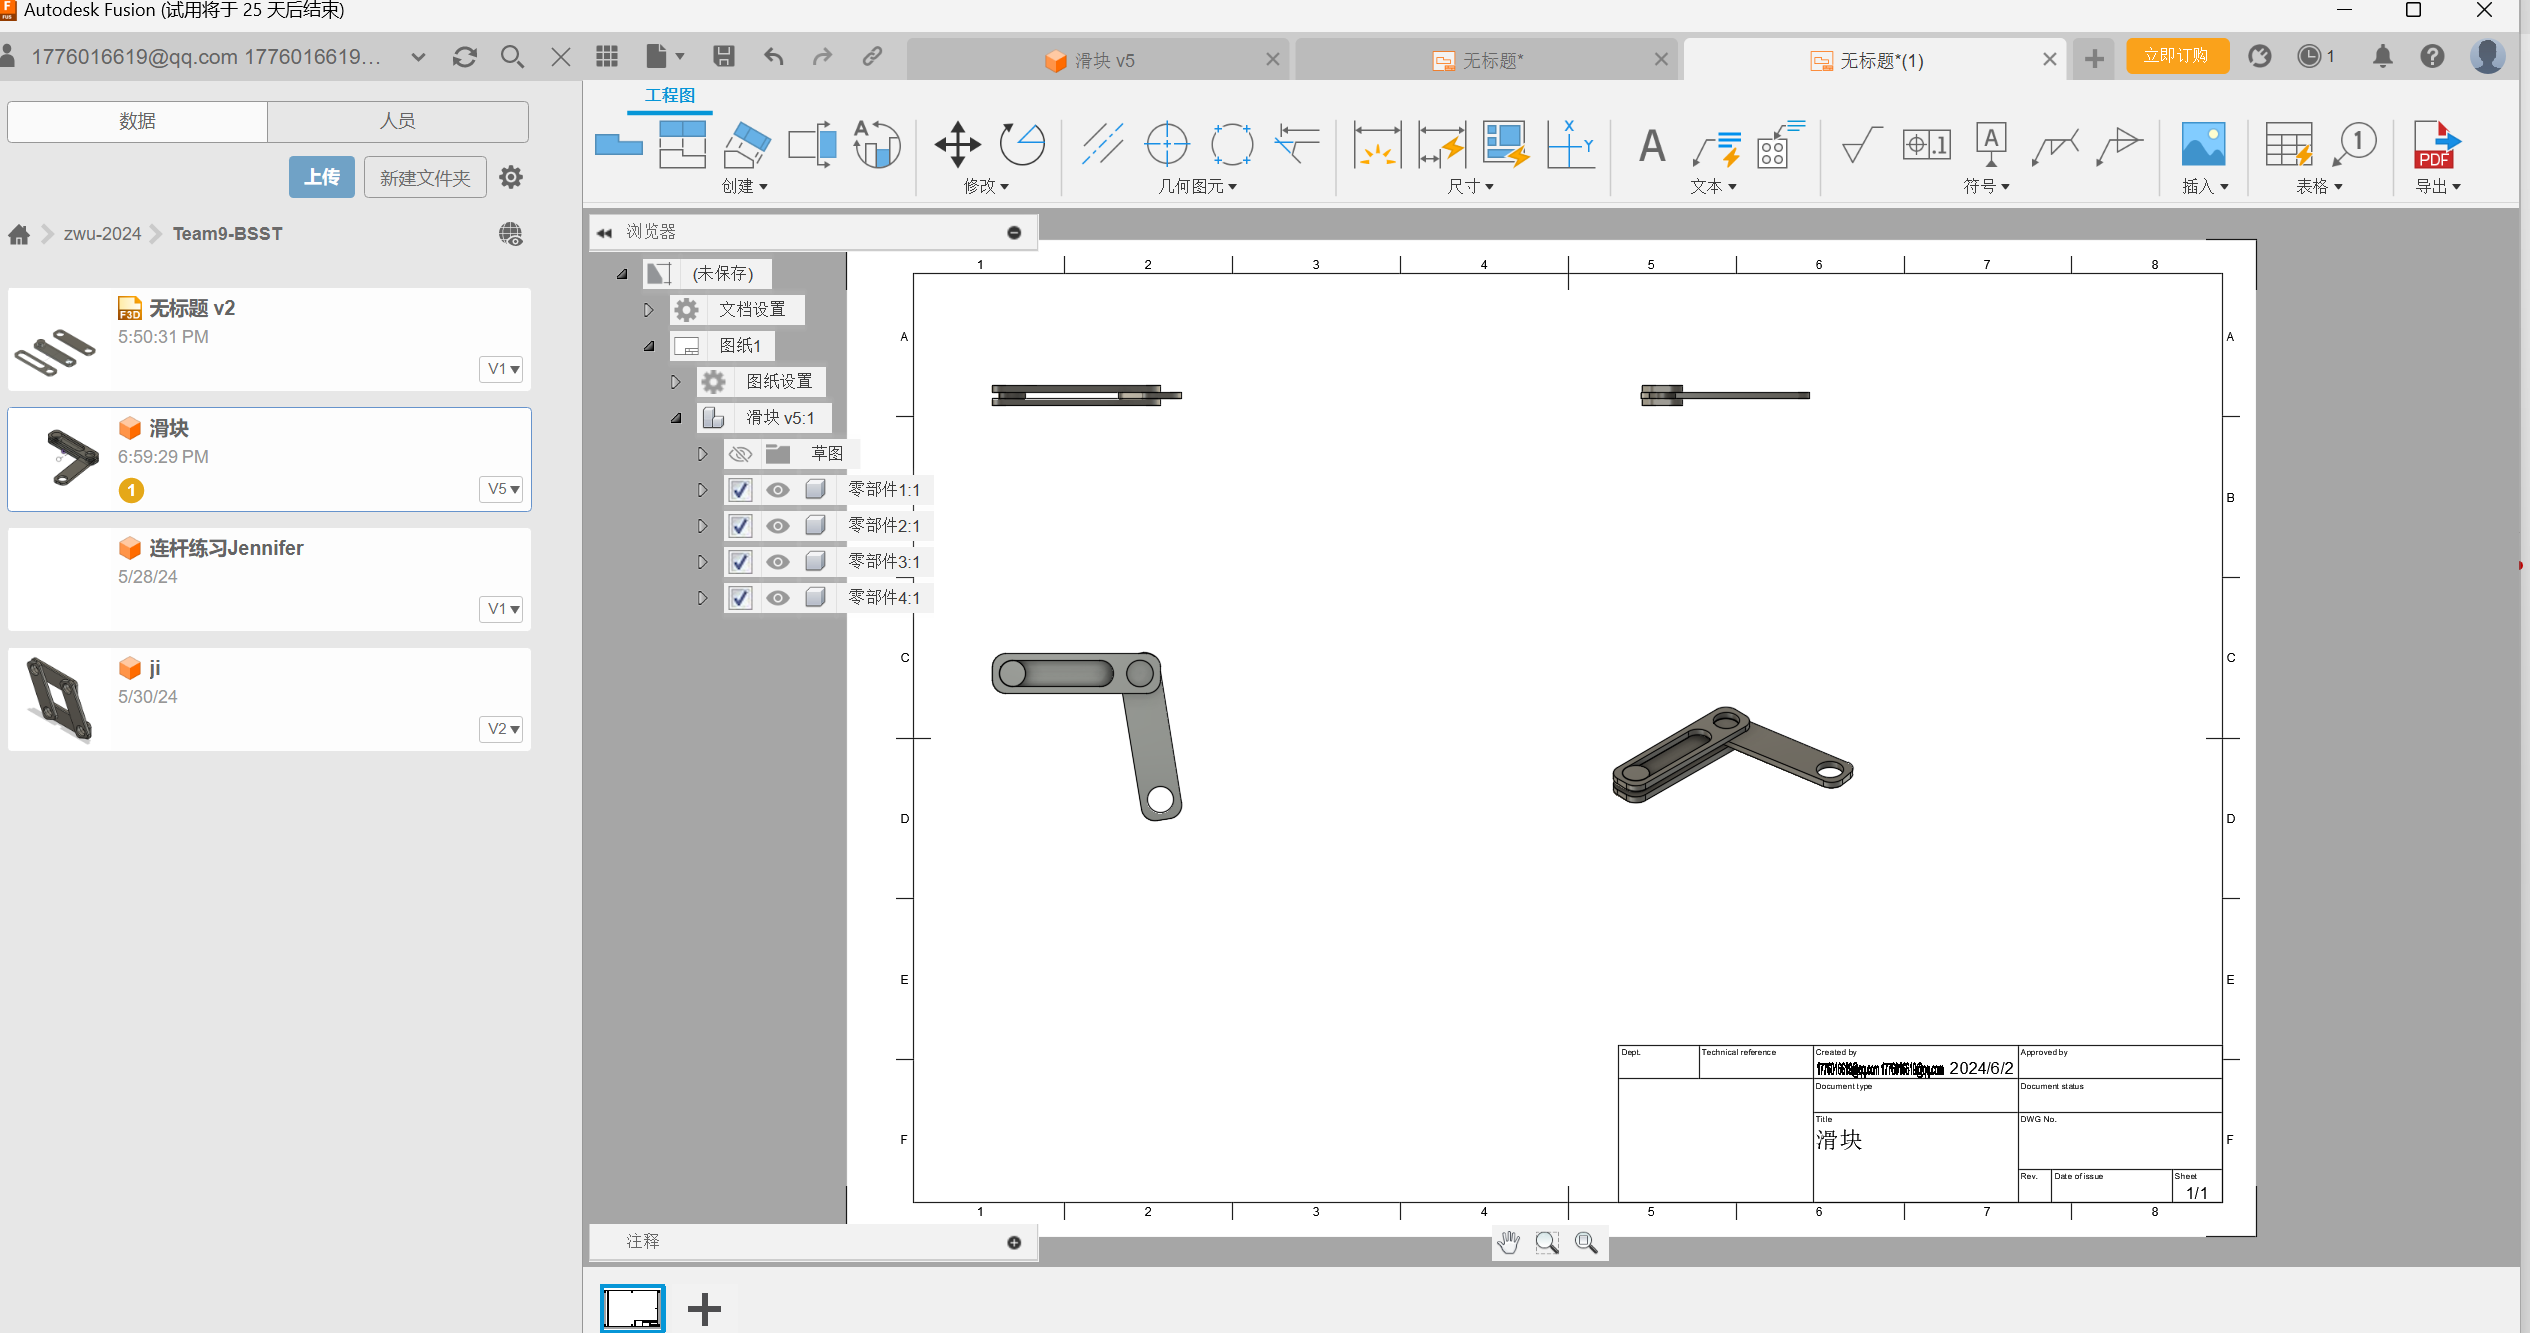 Autodesk Fusion (试用将于 25 天后结束)
1776016619@qq.com 1776016619...
滑块 v5
无标题*
无标题*(1)
立即订购
1
数据
人员
上传
新建文件夹
zwu-2024
Team9-BSST
无标题 v2
5:50:31 PM
V1
滑块
6:59:29 PM
1
V5
连杆练习Jennifer
5/28/24
V1
ji
5/30/24
V2
工程图
创建
修改
几何图元
尺寸
文本
符号
插入
表格
导出
浏览器
(未保存)
文档设置
图纸1
图纸设置
滑块 v5:1
草图
零部件1:1
零部件2:1
零部件3:1
零部件4:1
1 2 3 4 5 6 7 8
A A
B
C C
D D
E E
F F
Dept.
Technical reference
Created by
1776016619@qq.com 1776016619@qq.com 2024/6/2
Approved by
Document type
Document status
Title
滑块
DWG No.
Rev.
Date of issue
Sheet
1/1
1 2 3 4 5 6 7 8
注释